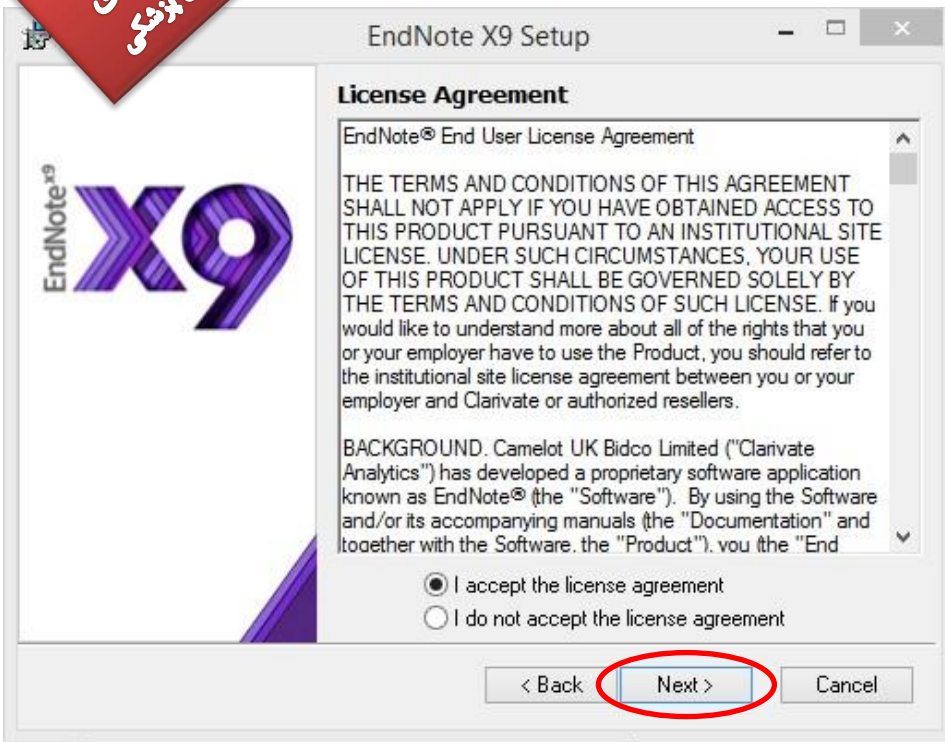 EndNote X9 Setup
License Agreement
EndNote® End User License Agreement
THE TERMS AND CONDITIONS OF THIS AGREEMENT
SHALL NOT APPLY IF YOU HAVE OBTAINED ACCESS TO
THIS PRODUCT PURSUANT TO AN INSTITUTIONAL SITE
LICENSE. UNDER SUCH CIRCUMSTANCES, YOUR USE
OF THIS PRODUCT SHALL BE GOVERNED SOLELY BY
THE TERMS AND CONDITIONS OF SUCH LICENSE. If you
would like to understand more about all of the rights that you
or your employer have to use the Product, you should refer to
the institutional site license agreement between you or your
employer and Clarivate or authorized resellers.
BACKGROUND. Camelot UK Bidco Limited ("Clarivate
Analytics") has developed a proprietary software application
known as EndNote® (the "Software"). By using the Software
and/or its accompanying manuals (the "Documentation" and
together with the Software, the "Product"), you (the "End
EndNote x9
X9
I accept the license agreement
I do not accept the license agreement
< Back
Next >
Cancel